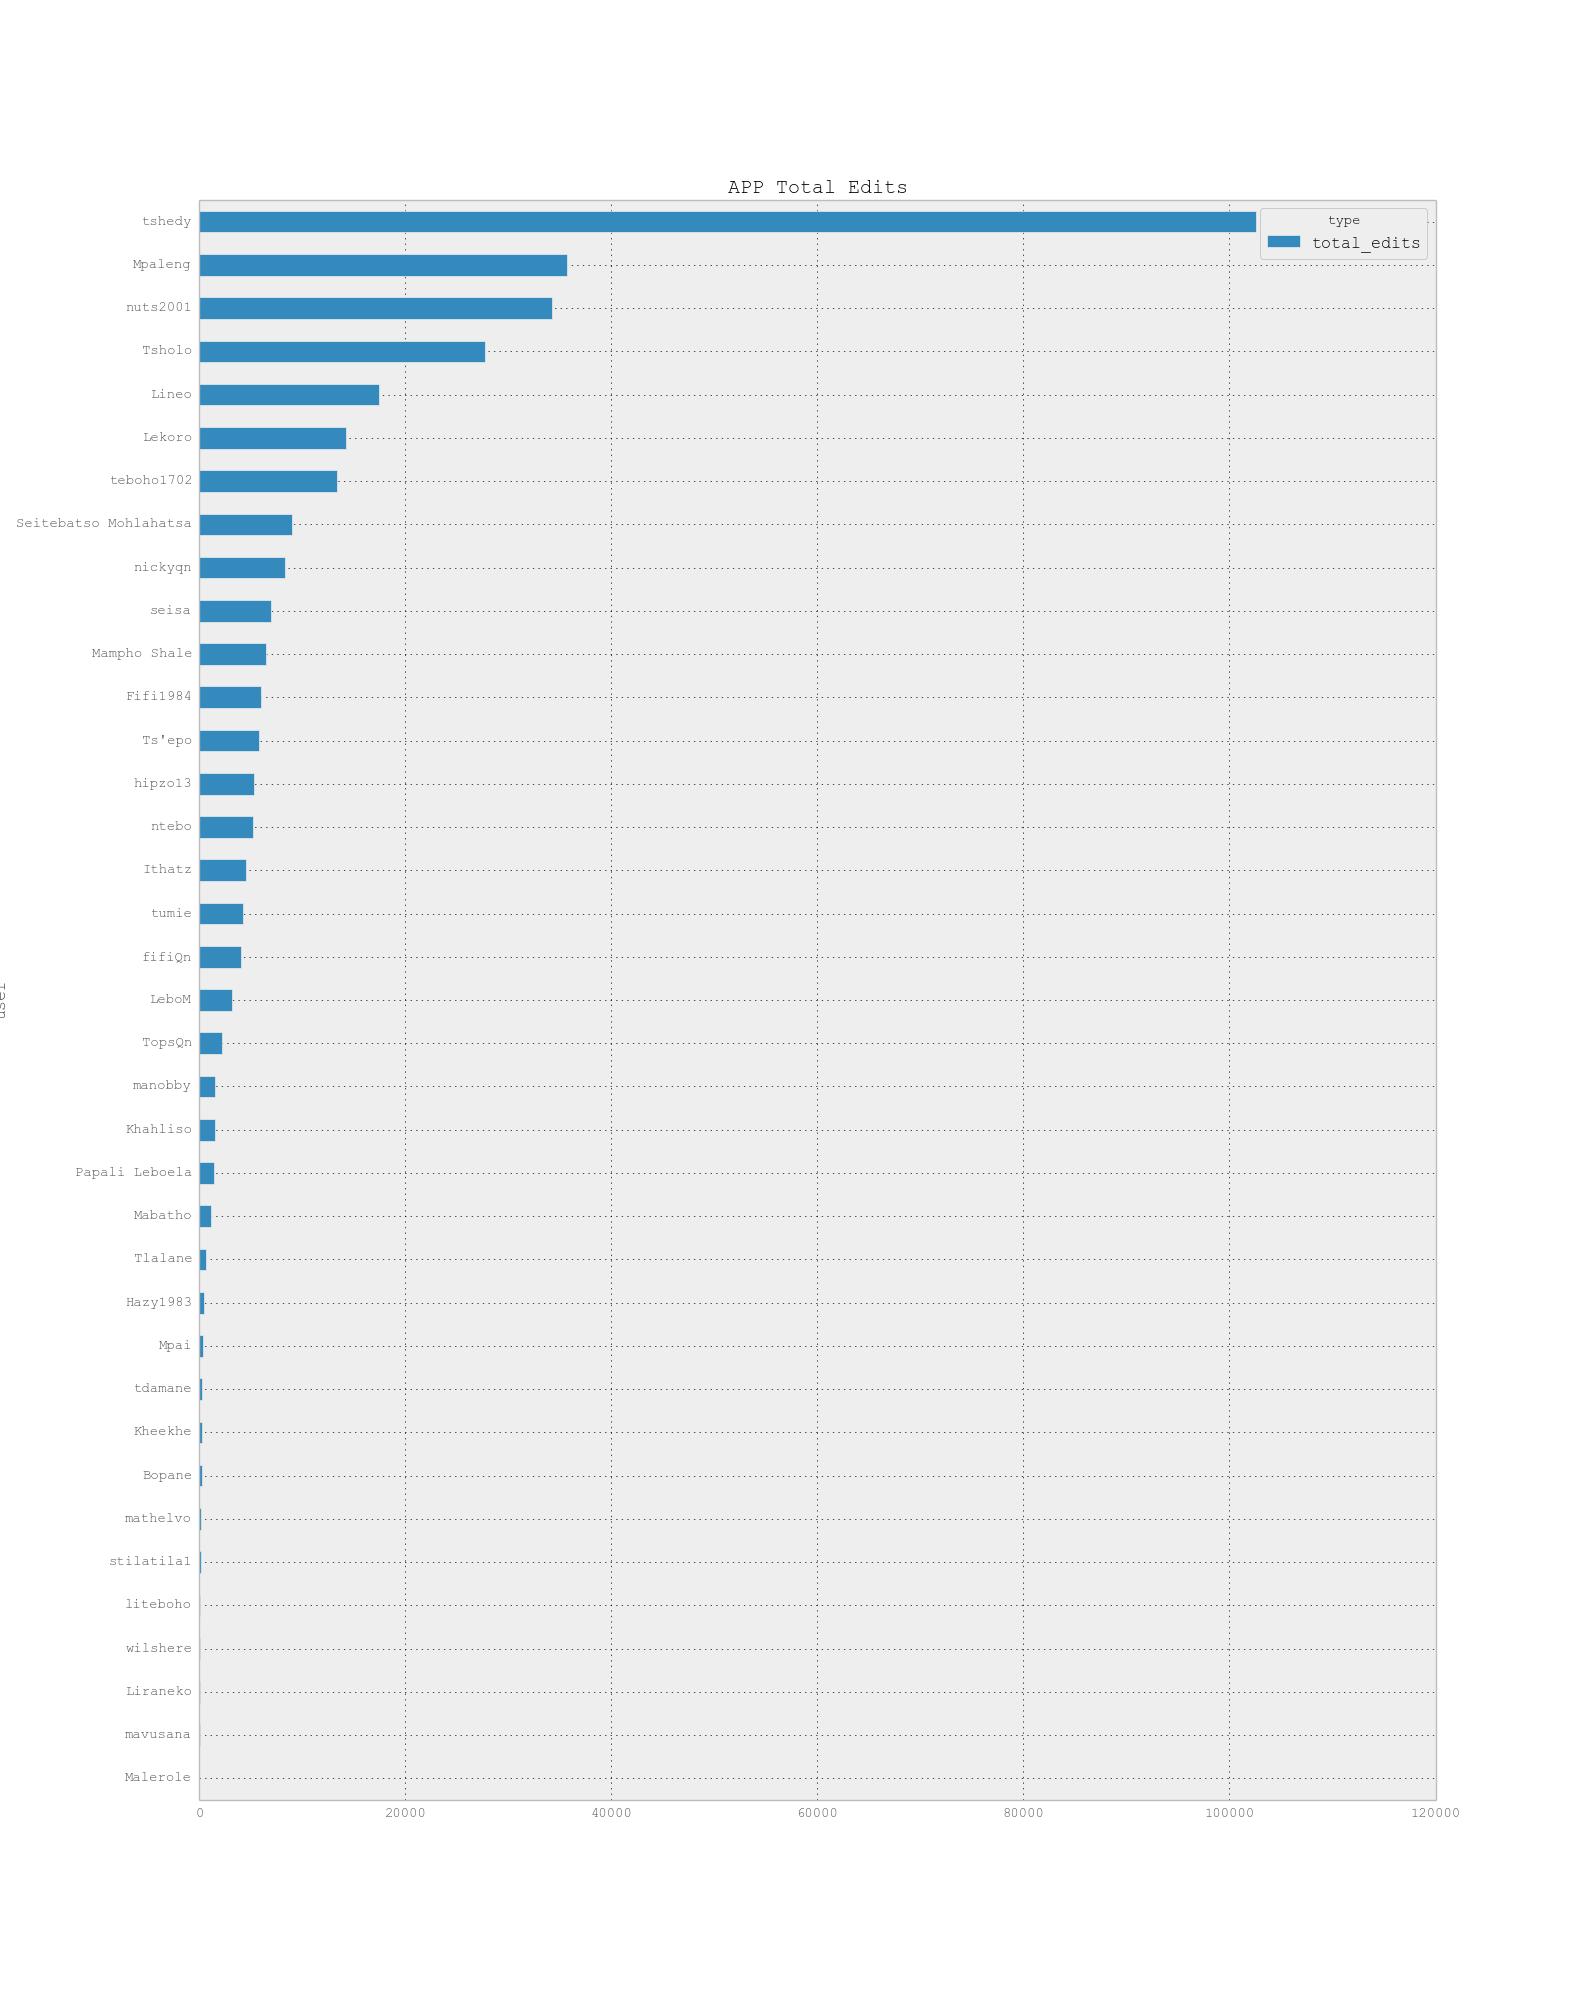 APP Total Edits
type
total_edits
tshedy
Mpaleng
nuts2001
Tsholo
Lineo
Lekoro
teboho1702
Seitebatso Mohlahatsa
nickyqn
seisa
Mampho Shale
Fifi1984
Ts'epo
hipzo13
ntebo
Ithatz
tumie
fifiQn
LeboM
TopsQn
manobby
Khahliso
Papali Leboela
Mabatho
Tlalane
Hazy1983
Mpai
tdamane
Kheekhe
Bopane
mathelvo
stilatila1
liteboho
wilshere
Liraneko
mavusana
Malerole
user
0 20000 40000 60000 80000 100000 120000